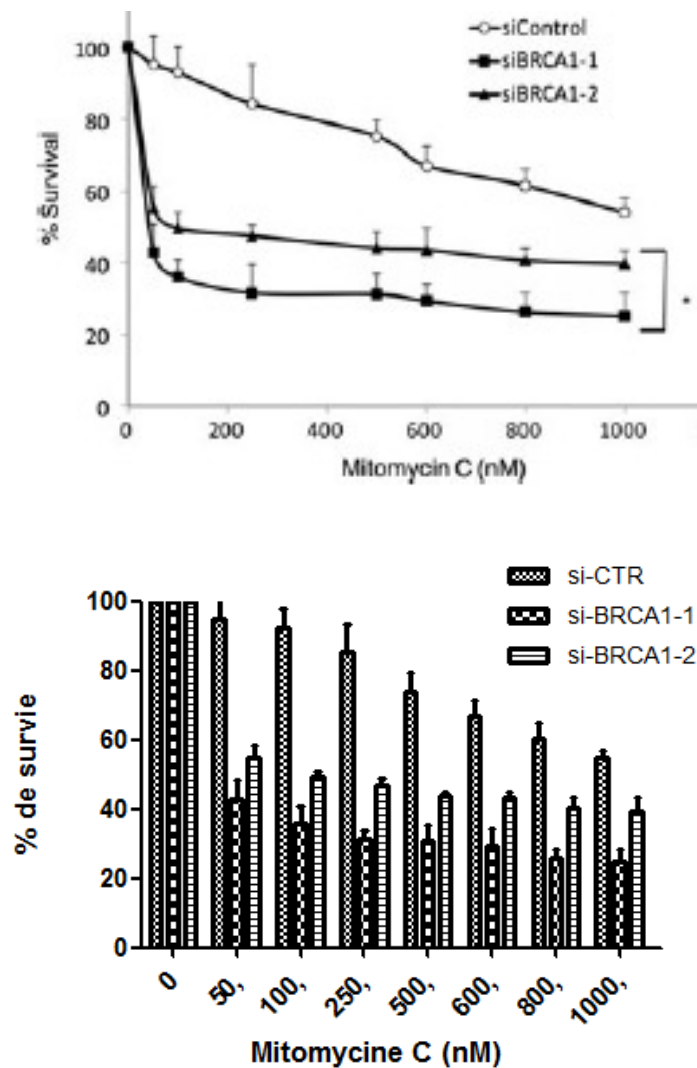 siControl
siBRCA1-1
siBRCA1-2
100
80
60
40
20
0
% Survival
*
0 200 400 600 800 1000
Mitomycin C (nM)
si-CTR
si-BRCA1-1
si-BRCA1-2
100
80
60
40
20
0
% de survie
0 50, 100, 250, 500, 600, 800, 1000,
Mitomycine C (nM)